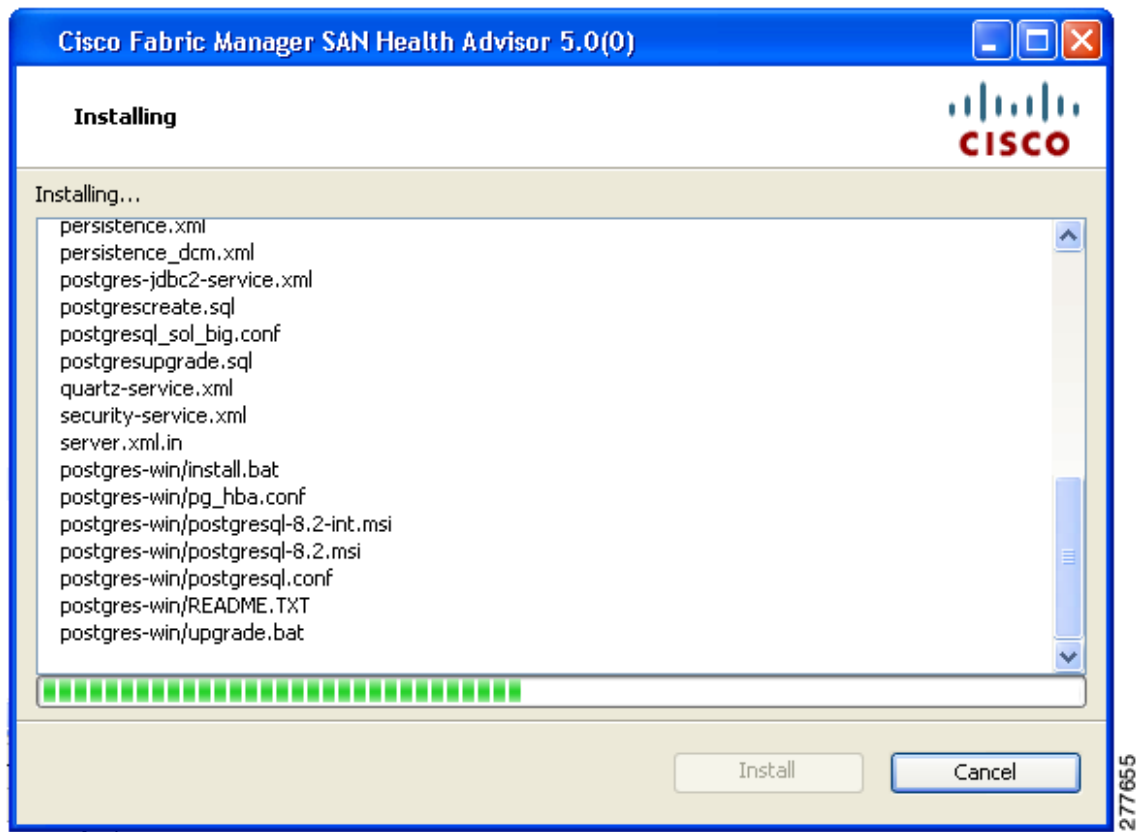 Cisco Fabric Manager SAN Health Advisor 5.0(0)
Installing
CISCO
Installing...
persistence.xml
persistence_dcm.xml
postgres-jdbc2-service.xml
postgrescreate.sql
postgresql_sol_big.conf
postgresupgrade.sql
quartz-service.xml
security-service.xml
server.xml.in
postgres-win/install.bat
postgres-win/pg_hba.conf
postgres-win/postgresql-8.2-int.msi
postgres-win/postgresql-8.2.msi
postgres-win/postgresql.conf
postgres-win/README.TXT
postgres-win/upgrade.bat
Install
Cancel
277655